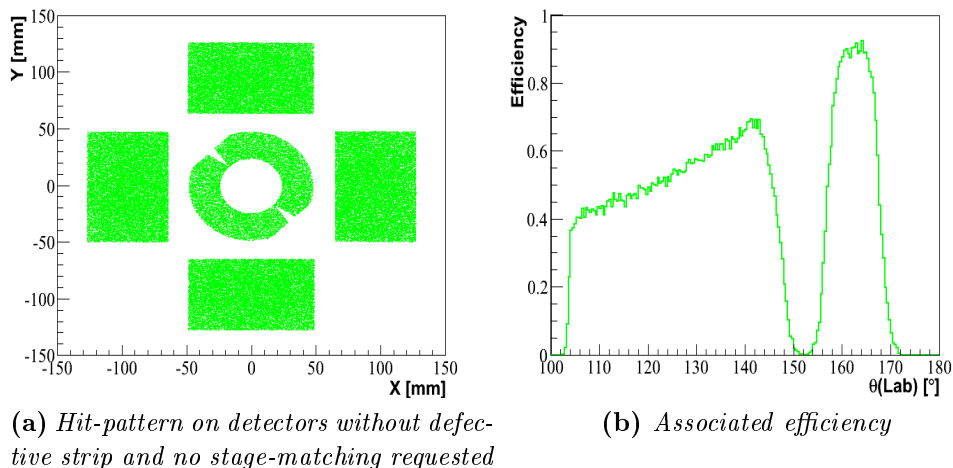 150
100
50
0
-50
-100
-150
Y [mm]
-150 -100 -50 0 50 100 150
X [mm]
1
0.8
0.6
0.4
0.2
0
Efficiency
100 110 120 130 140 150 160 170 180
θ(Lab) [°]
(a) Hit-pattern on detectors without defec-
tive strip and no stage-matching requested
(b) Associated efficiency